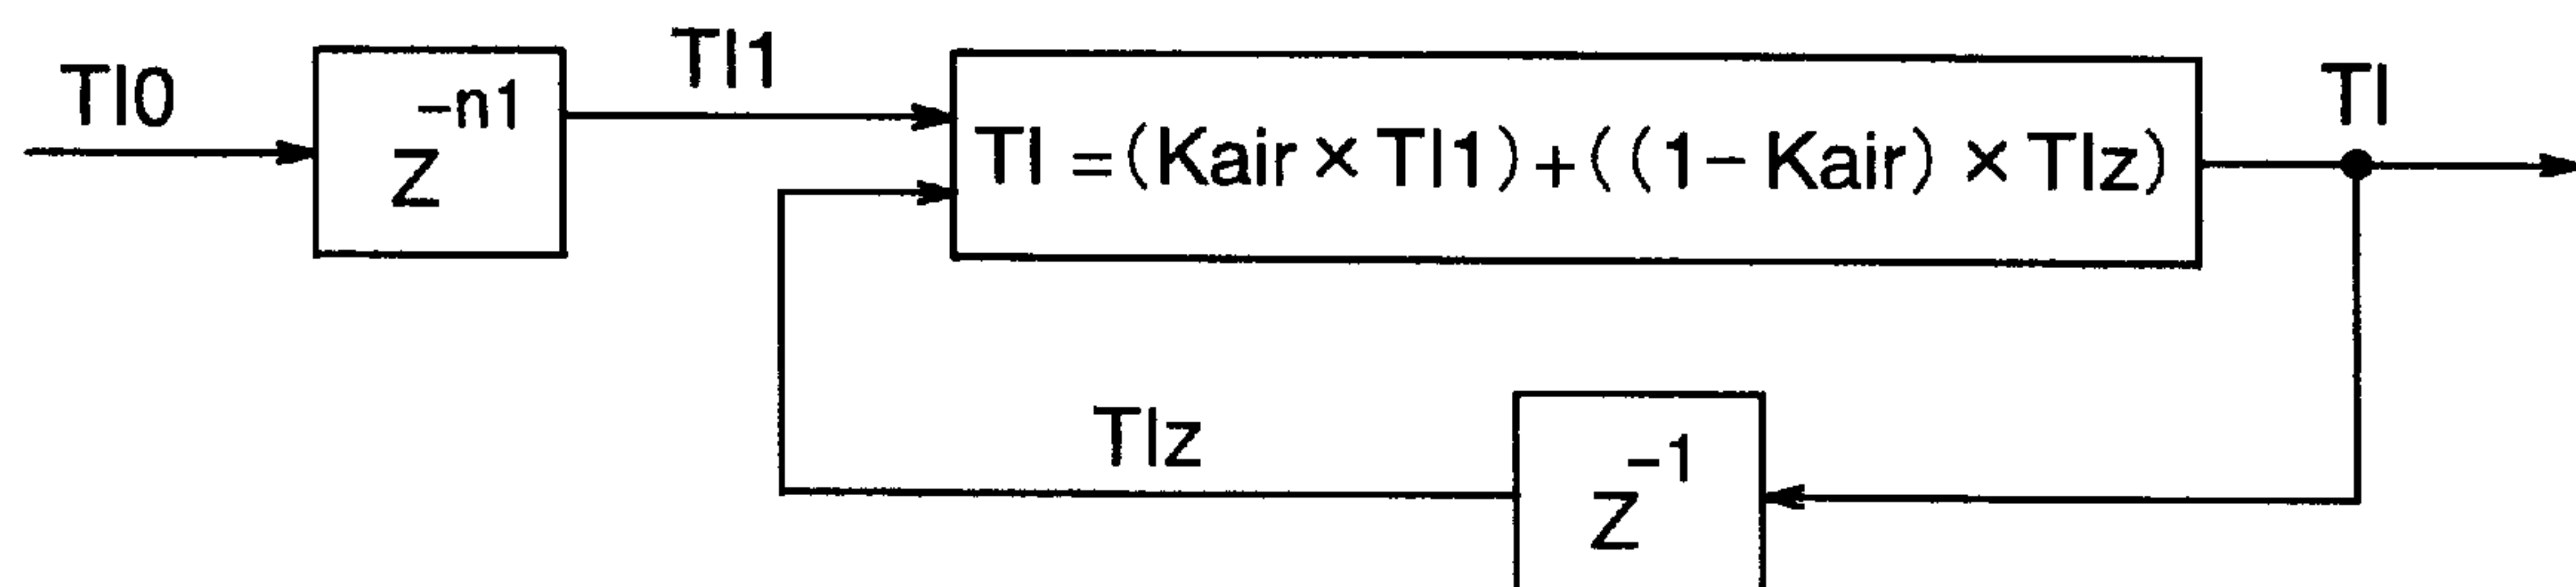 TI0
z-n1
TI1
TI=(Kair×TI1)+((1-Kair)×TIz)
TI
TIz
z-1